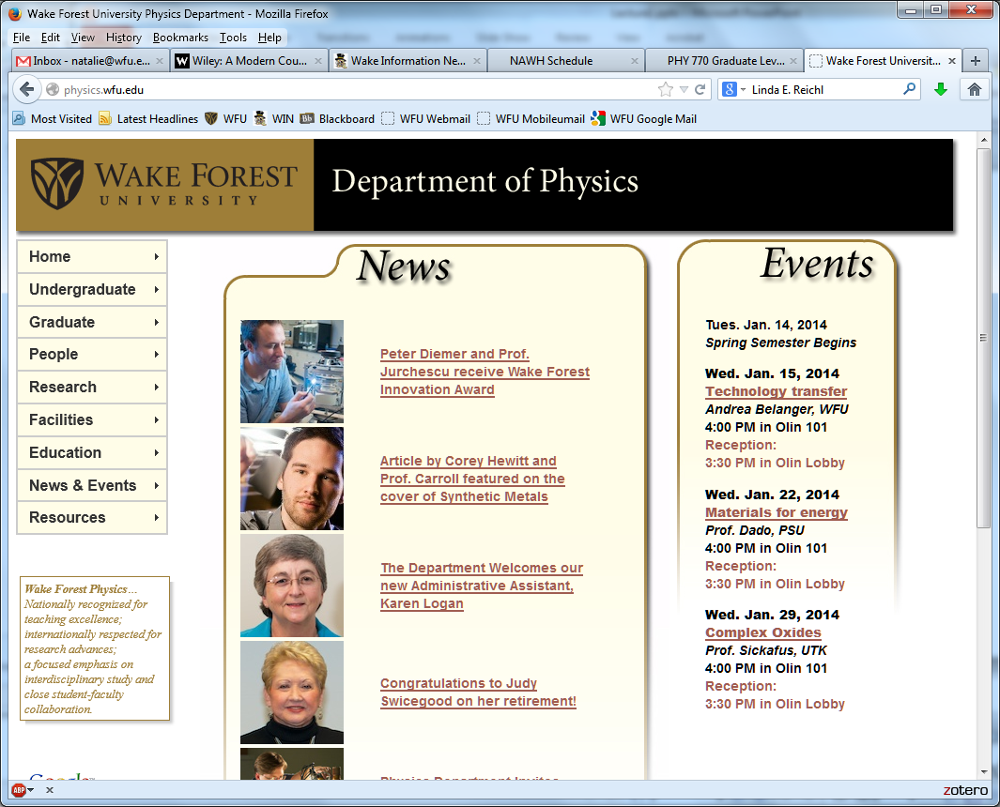 Wake Forest University Physics Department - Mozilla Firefox
File Edit View History Bookmarks Tools Help
Inbox - natalie@wfu.e... Wiley: A Modern Cou... Wake Information Ne... NAWH Schedule PHY 770 Graduate Lev... Wake Forest Universit...
physics.wfu.edu Linda E. Reichl
Most Visited Latest Headlines WFU WIN Bb Blackboard WFU Webmail WFU Mobileumail WFU Google Mail
WAKE FOREST
UNIVERSITY
Department of Physics
Home
Undergraduate
Graduate
People
Research
Facilities
Education
News & Events
Resources
Wake Forest Physics...
Nationally recognized for
teaching excellence;
internationally respected for
research advances;
a focused emphasis on
interdisciplinary study and
close student-faculty
collaboration.
News
Peter Diemer and Prof.
Jurchescu receive Wake Forest
Innovation Award
Article by Corey Hewitt and
Prof. Carroll featured on the
cover of Synthetic Metals
The Department Welcomes our
new Administrative Assistant,
Karen Logan
Congratulations to Judy
Swicegood on her retirement!
Physics Department Invites
Events
Tues. Jan. 14, 2014
Spring Semester Begins
Wed. Jan. 15, 2014
Technology transfer
Andrea Belanger, WFU
4:00 PM in Olin 101
Reception:
3:30 PM in Olin Lobby
Wed. Jan. 22, 2014
Materials for energy
Prof. Dado, PSU
4:00 PM in Olin 101
Reception:
3:30 PM in Olin Lobby
Wed. Jan. 29, 2014
Complex Oxides
Prof. Sickafus, UTK
4:00 PM in Olin 101
Reception:
3:30 PM in Olin Lobby
Google
ABP zotero